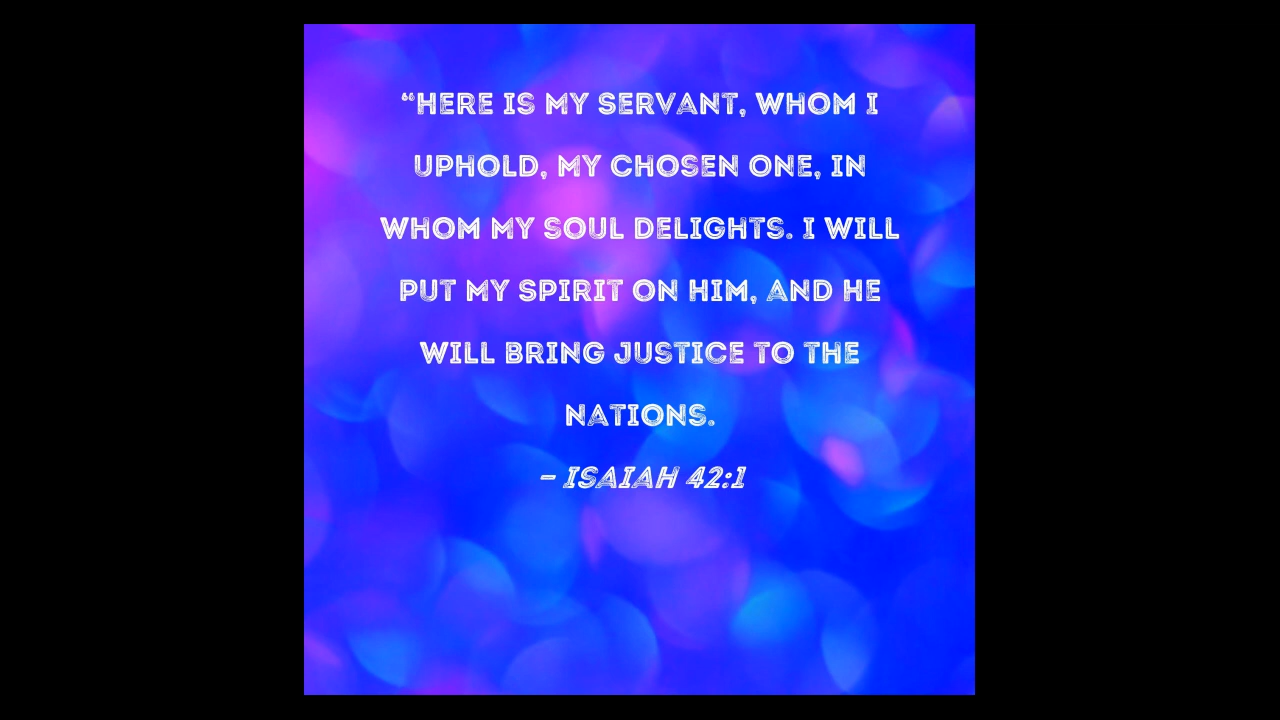 “HERE IS MY SERVANT, WHOM I
UPHOLD, MY CHOSEN ONE, IN
WHOM MY SOUL DELIGHTS. I WILL
PUT MY SPIRIT ON HIM, AND HE
WILL BRING JUSTICE TO THE
NATIONS.
– ISAIAH 42:1